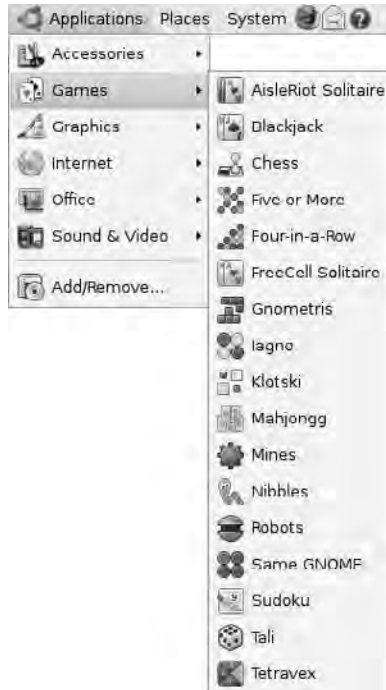 Applications Places System
Accessories
Games
Graphics
Internet
Office
Sound & Video
Add/Remove...
AisleRiot Solitaire
Blackjack
Chess
Five or More
Four-in-a-Row
FreeCell Solitaire
Gnometris
Iagno
Klotski
Mahjongg
Mines
Nibbles
Robots
Same GNOME
Sudoku
Tali
Tetravex